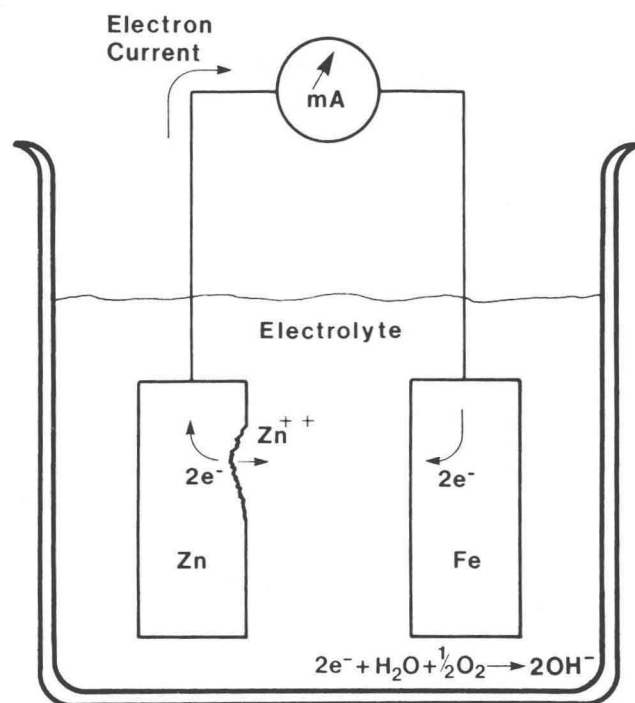 Electron
Current
mA
Electrolyte
Zn⁺⁺
2e⁻
2e⁻
Zn
Fe
2e⁻ + H₂O + ½O₂ → 2OH⁻